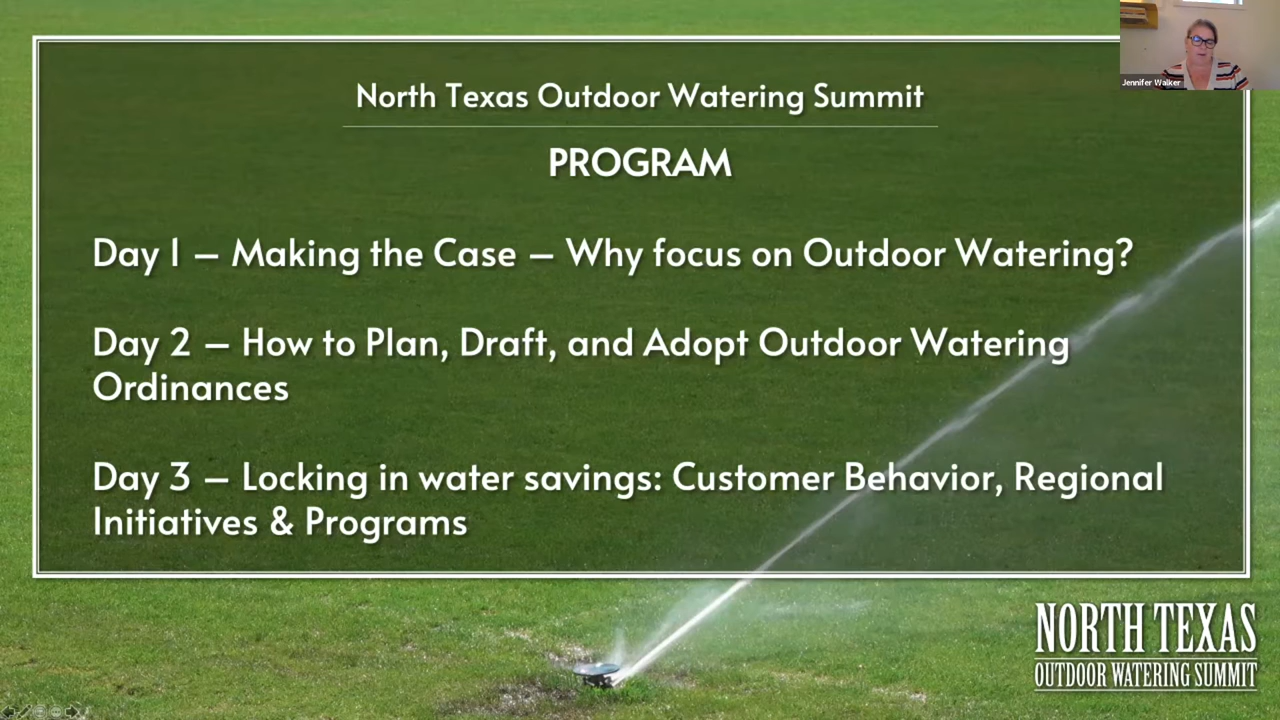 Jennifer Walker
North Texas Outdoor Watering Summit
PROGRAM
Day 1 – Making the Case – Why focus on Outdoor Watering?
Day 2 – How to Plan, Draft, and Adopt Outdoor Watering
Ordinances
Day 3 – Locking in water savings: Customer Behavior, Regional
Initiatives & Programs
NORTH TEXAS
OUTDOOR WATERING SUMMIT